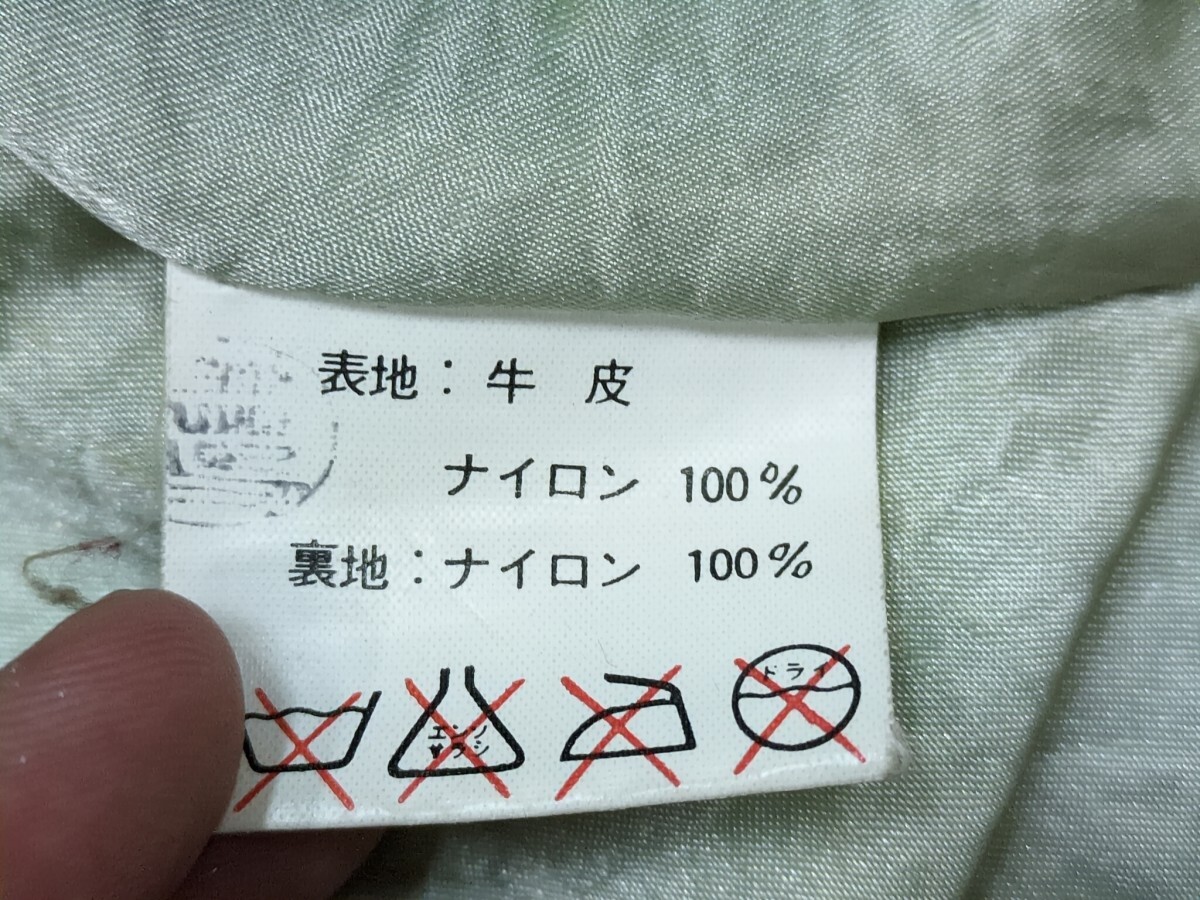 表地：牛 皮
ナイロン 100%
裏地：ナイロン 100%
エンソ
サラシ
ドライ